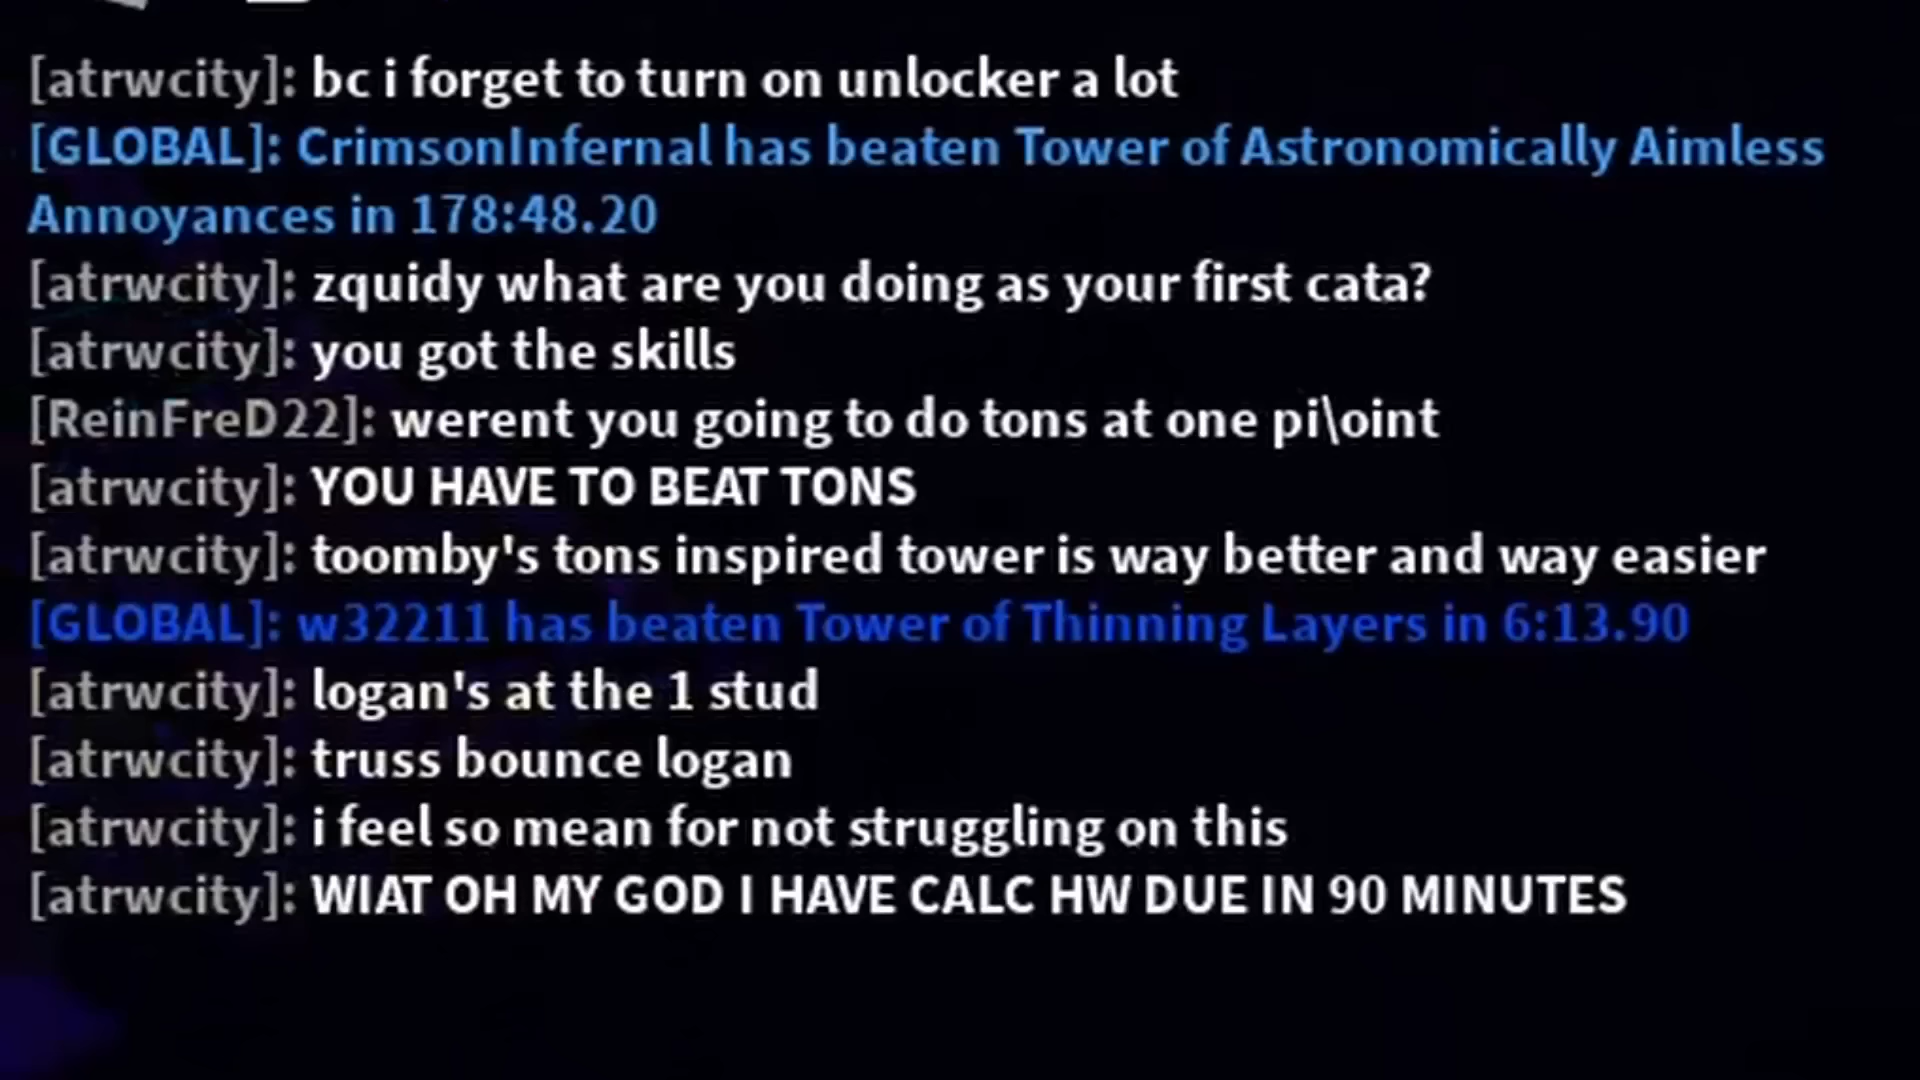 [atrwcity]: bc i forget to turn on unlocker a lot
[GLOBAL]: CrimsonInfernal has beaten Tower of Astronomically Aimless
Annoyances in 178:48.20
[atrwcity]: zquidy what are you doing as your first cata?
[atrwcity]: you got the skills
[ReinFreD22]: werent you going to do tons at one pi\oint
[atrwcity]: YOU HAVE TO BEAT TONS
[atrwcity]: toomby's tons inspired tower is way better and way easier
[GLOBAL]: w32211 has beaten Tower of Thinning Layers in 6:13.90
[atrwcity]: logan's at the 1 stud
[atrwcity]: truss bounce logan
[atrwcity]: i feel so mean for not struggling on this
[atrwcity]: WIAT OH MY GOD I HAVE CALC HW DUE IN 90 MINUTES